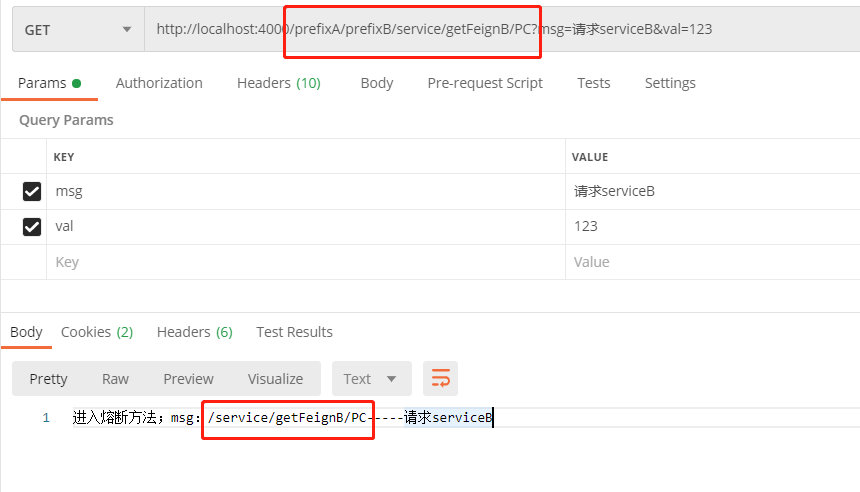 GET http://localhost:4000/prefixA/prefixB/service/getFeignB/PC?msg=请求serviceB&val=123
Params Authorization Headers (10) Body Pre-request Script Tests Settings
Query Params
KEY VALUE
msg 请求serviceB
val 123
Key Value
Body Cookies (2) Headers (6) Test Results
Pretty Raw Preview Visualize Text
1 进入熔断方法；msg：/service/getFeignB/PC-----请求serviceB